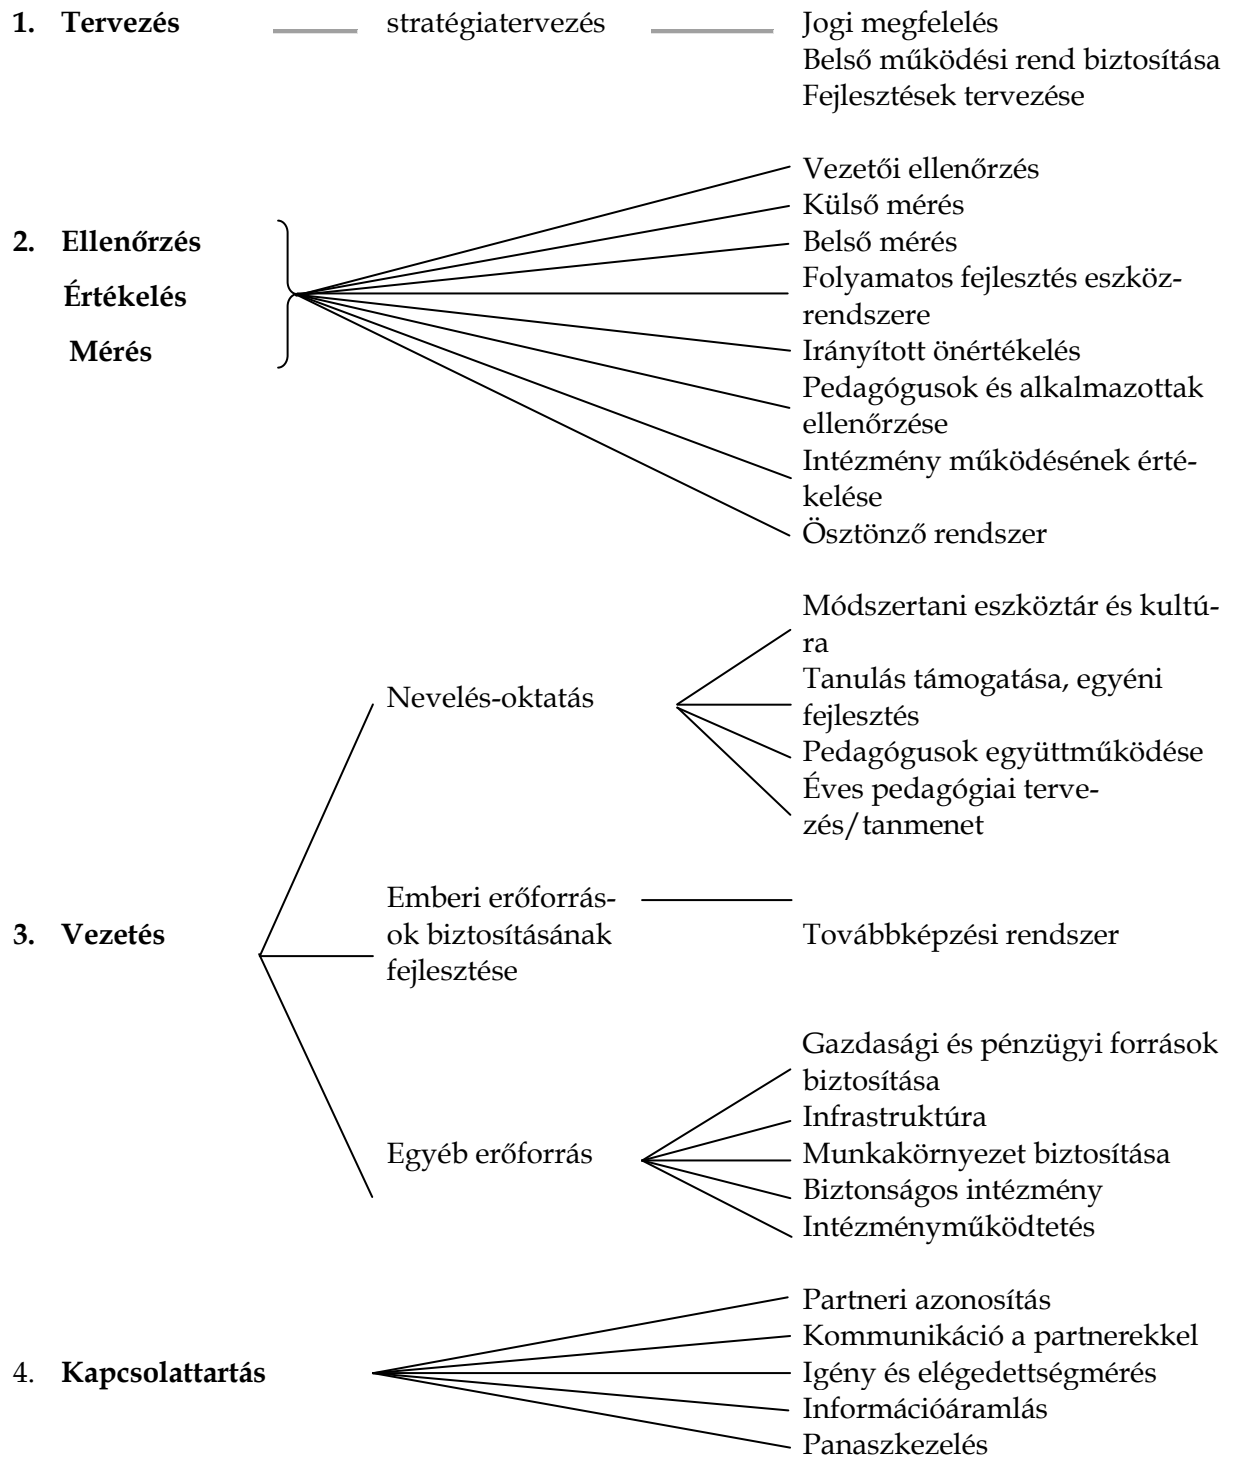 1. Tervezés
stratégiatervezés
Jogi megfelelés
Belső működési rend biztosítása
Fejlesztések tervezése
2. Ellenőrzés
Értékelés
Mérés
Vezetői ellenőrzés
Külső mérés
Belső mérés
Folyamatos fejlesztés eszköz-
rendszere
Irányított önértékelés
Pedagógusok és alkalmazottak
ellenőrzése
Intézmény működésének érté-
kelése
Ösztönző rendszer
3. Vezetés
Nevelés-oktatás
Módszertani eszköztár és kultú-
ra
Tanulás támogatása, egyéni
fejlesztés
Pedagógusok együttműködése
Éves pedagógiai terve-
zés/tanmenet
Emberi erőforrás-
ok biztosításának
fejlesztése
Továbbképzési rendszer
Egyéb erőforrás
Gazdasági és pénzügyi források
biztosítása
Infrastruktúra
Munkakörnyezet biztosítása
Biztonságos intézmény
Intézményműködtetés
4. Kapcsolattartás
Partneri azonosítás
Kommunikáció a partnerekkel
Igény és elégedettségmérés
Információáramlás
Panaszkezelés